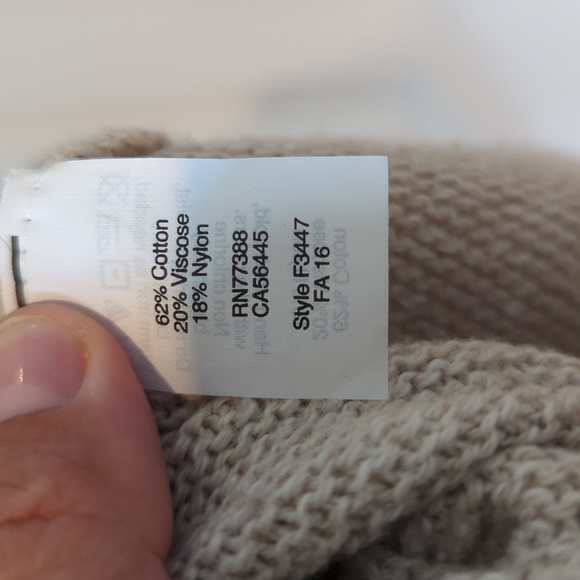 62% Cotton
20% Viscose
18% Nylon
RN77388
CA56445
Style F3447
FA 16